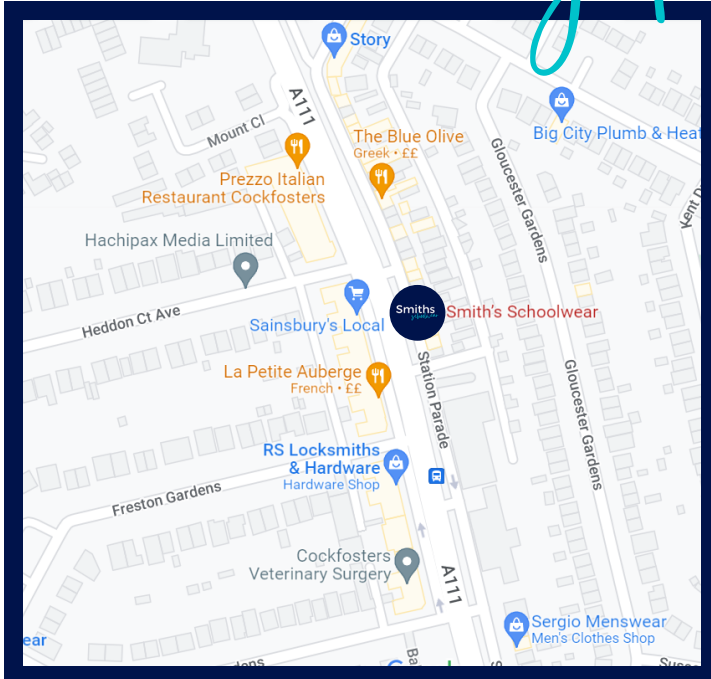 Story
A111
Mount Cl
The Blue Olive
Greek • ££
Big City Plumb & Heat
Prezzo Italian
Restaurant Cockfosters
Gloucester Gardens
Hachipax Media Limited
Heddon Ct Ave
Sainsbury's Local
Smiths
Smith's Schoolwear
La Petite Auberge
French • ££
Station Parade
Gloucester Gardens
RS Locksmiths
& Hardware
Hardware Shop
Freston Gardens
Cockfosters
Veterinary Surgery
A111
Sergio Menswear
Men's Clothes Shop